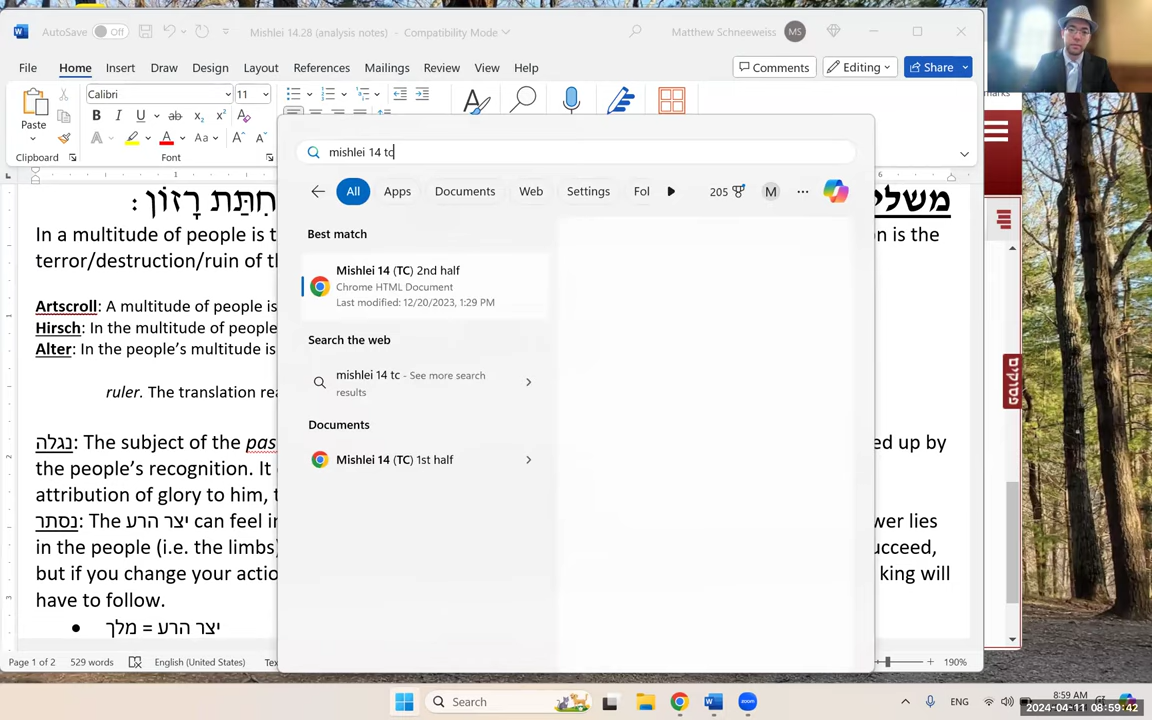 AutoSave
Off
Mishlei 14.28 (analysis notes) - Compatibility Mode
Matthew Schneeweiss
MS
File
Home
Insert
Draw
Design
Layout
References
Mailings
Review
View
Help
Comments
Editing
Share
Paste
Calibri
11
Clipboard
Font
mishlei 14 tc
All
Apps
Documents
Web
Settings
Fol
205
M
Best match
Mishlei 14 (TC) 2nd half
Chrome HTML Document
Last modified: 12/20/2023, 1:29 PM
Search the web
mishlei 14 tc - See more search
results
Documents
Mishlei 14 (TC) 1st half
משלי
חִתַּת רָזוֹן :
In a multitude of people is t
n is the
terror/destruction/ruin of th
Artscroll: A multitude of people is
Hirsch: In the multitude of people
Alter: In the people's multitude is
ruler. The translation rea
נגלה: The subject of the pas
ed up by
the people's recognition. It
attribution of glory to him, t
נסתר: The יצר הרע can feel in
wer lies
in the people (i.e. the limbs)
ucceed,
but if you change your actio
king will
have to follow.
• יצר הרע = מלך
פסוקים
Page 1 of 2
529 words
English (United States)
190%
Search
zoom
ENG
8:59 AM
2024-04-11 08:59:42